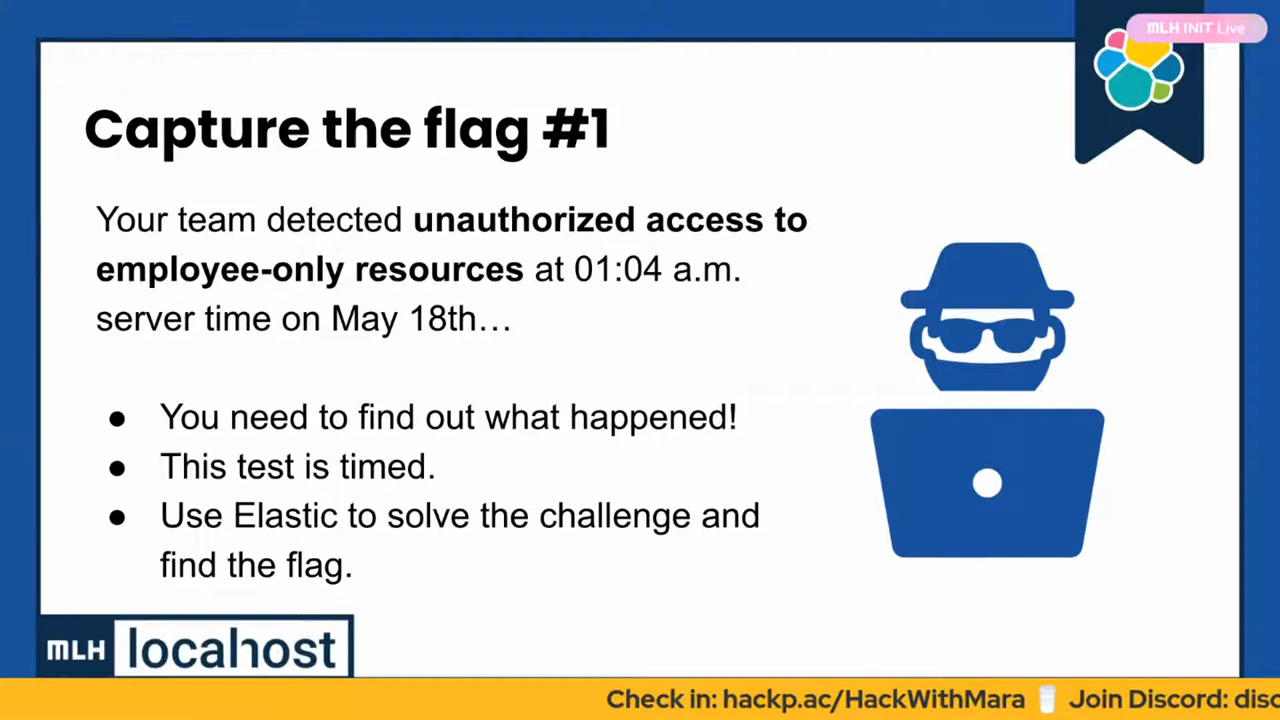 MLH INIT Live
Capture the flag #1
Your team detected unauthorized access to
employee-only resources at 01:04 a.m.
server time on May 18th…
● You need to find out what happened!
● This test is timed.
● Use Elastic to solve the challenge and
find the flag.
MLH localhost
Check in: hackp.ac/HackWithMara 🥛 Join Discord: disc